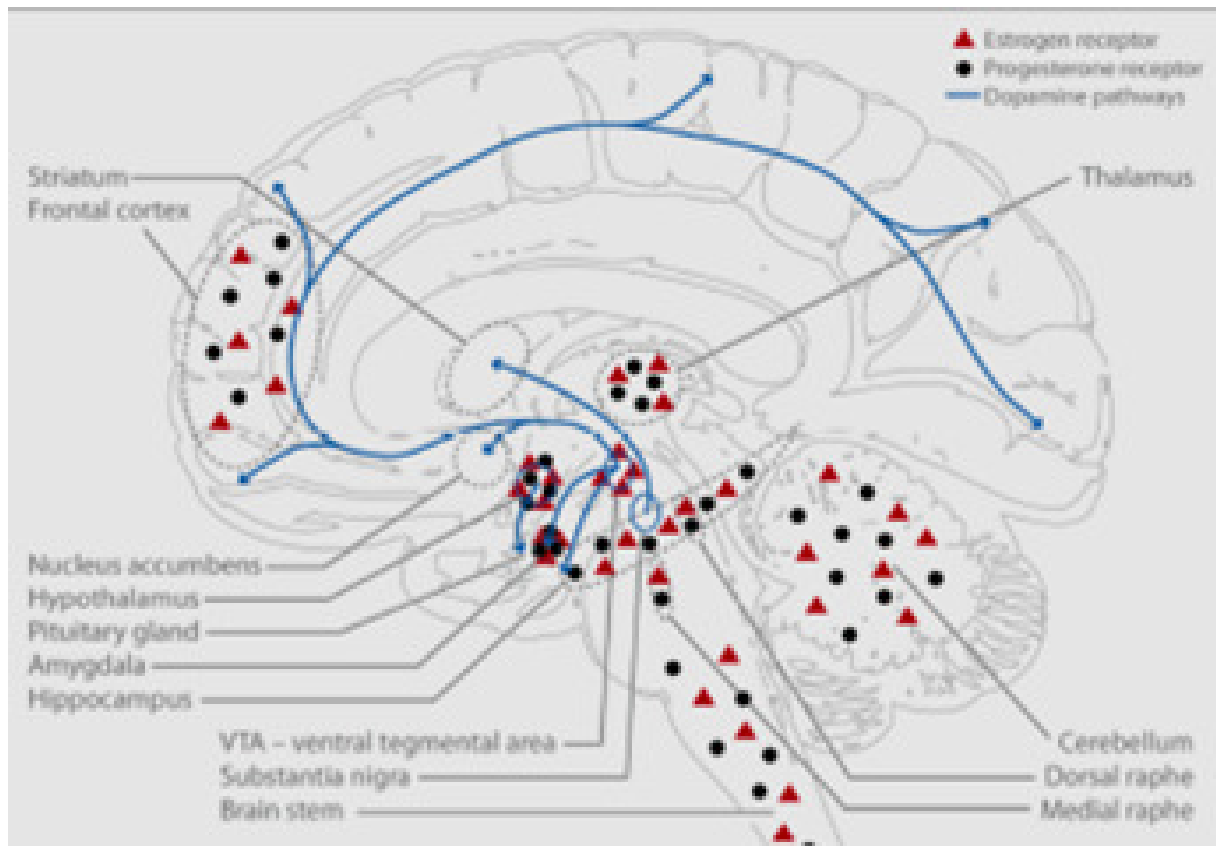 Estrogen receptor
Progesterone receptor
Dopamine pathways
Striatum
Frontal cortex
Thalamus
Nucleus accumbens
Hypothalamus
Pituitary gland
Amygdala
Hippocampus
VTA – ventral tegmental area
Substantia nigra
Brain stem
Cerebellum
Dorsal raphe
Medial raphe